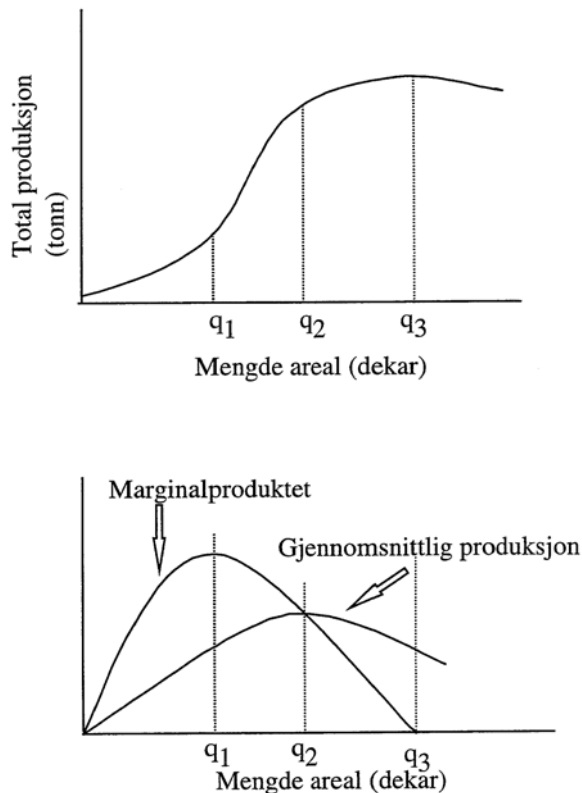 Total produksjon
(tonn)
q1 q2 q3
Mengde areal (dekar)
Marginalproduktet
Gjennomsnittlig produksjon
q1 q2 q3
Mengde areal (dekar)